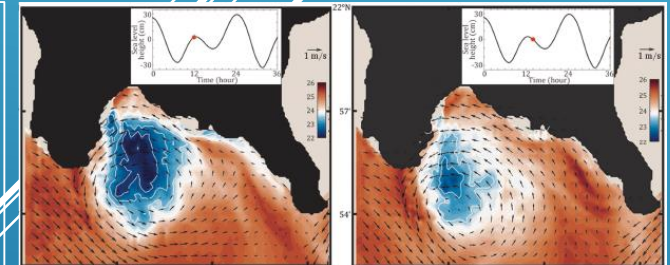 30
0
-30
Sea level
height (cm)
0
12
24
36
Time (hour)
1 m/s
26
25
24
23
22
22°N
57'
54'
30
0
-30
Sea level
height (cm)
0
12
24
36
Time (hour)
1 m/s
26
25
24
23
22